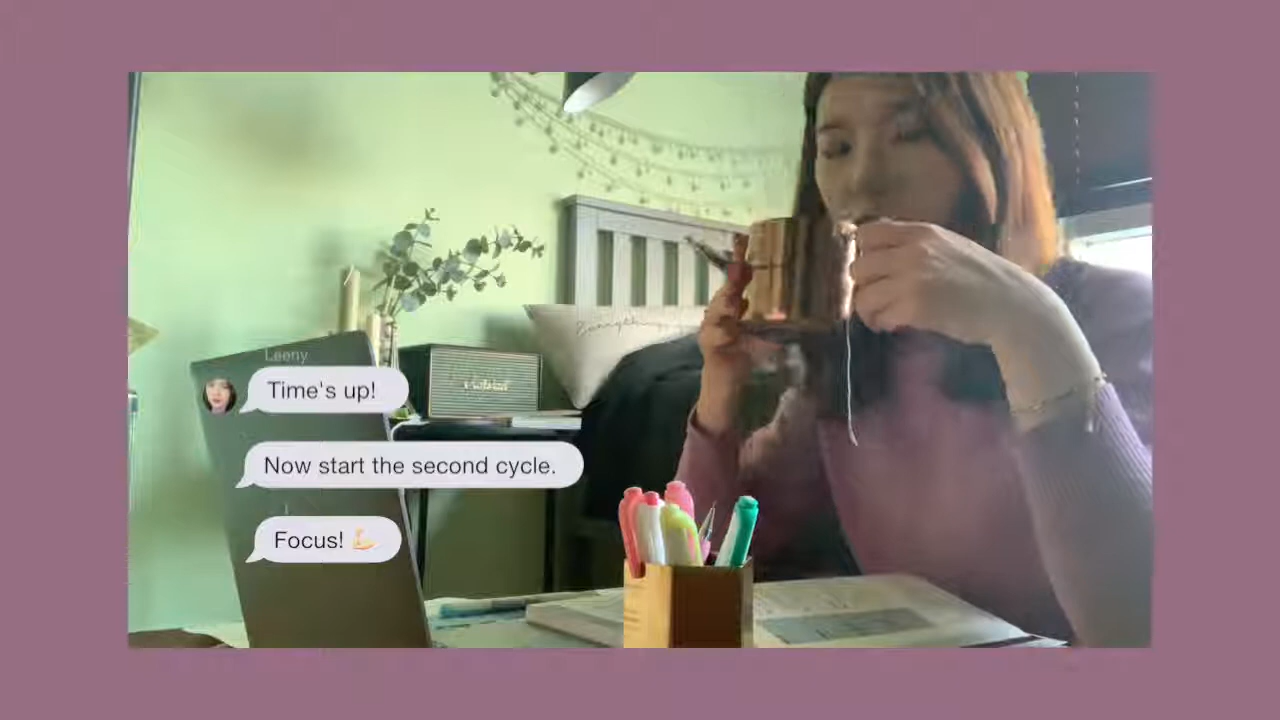 Leeny
Time's up!
Now start the second cycle.
Focus! 💪